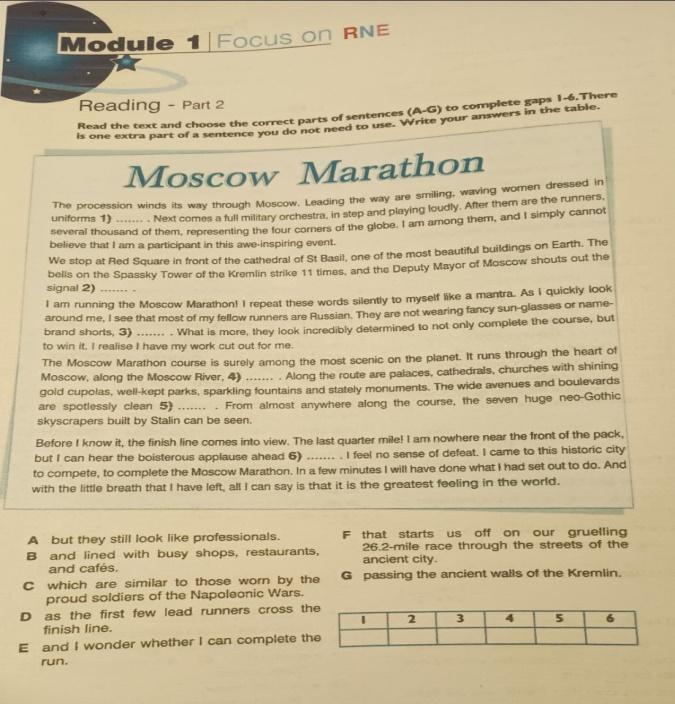 Module 1 | Focus on RNE
Reading - Part 2
Read the text and choose the correct parts of sentences (A-G) to complete gaps 1-6. There
is one extra part of a sentence you do not need to use. Write your answers in the table.
Moscow Marathon
The procession winds its way through Moscow. Leading the way are smiling, waving women dressed in
uniforms 1) ....... . Next comes a full military orchestra, in step and playing loudly. After them are the runners,
several thousand of them, representing the four corners of the globe. I am among them, and I simply cannot
believe that I am a participant in this awe-inspiring event.
We stop at Red Square in front of the cathedral of St Basil, one of the most beautiful buildings on Earth. The
bells on the Spassky Tower of the Kremlin strike 11 times, and the Deputy Mayor of Moscow shouts out the
signal 2) ....... .
I am running the Moscow Marathon! I repeat these words silently to myself like a mantra. As I quickly look
around me, I see that most of my fellow runners are Russian. They are not wearing fancy sun-glasses or name-
brand shorts, 3) ....... . What is more, they look incredibly determined to not only complete the course, but
to win it. I realise I have my work cut out for me.
The Moscow Marathon course is surely among the most scenic on the planet. It runs through the heart of
Moscow, along the Moscow River, 4) ....... . Along the route are palaces, cathedrals, churches with shining
gold cupolas, well-kept parks, sparkling fountains and stately monuments. The wide avenues and boulevards
are spotlessly clean 5) ....... . From almost anywhere along the course, the seven huge neo-Gothic
skyscrapers built by Stalin can be seen.
Before I know it, the finish line comes into view. The last quarter mile! I am nowhere near the front of the pack,
but I can hear the boisterous applause ahead 6) ....... . I feel no sense of defeat. I came to this historic city
to compete, to complete the Moscow Marathon. In a few minutes I will have done what I had set out to do. And
with the little breath that I have left, all I can say is that it is the greatest feeling in the world.
A but they still look like professionals.
B and lined with busy shops, restaurants,
and cafés.
C which are similar to those worn by the
proud soldiers of the Napoleonic Wars.
D as the first few lead runners cross the
finish line.
E and I wonder whether I can complete the
run.
F that starts us off on our gruelling
26.2-mile race through the streets of the
ancient city.
G passing the ancient walls of the Kremlin.
1 2 3 4 5 6